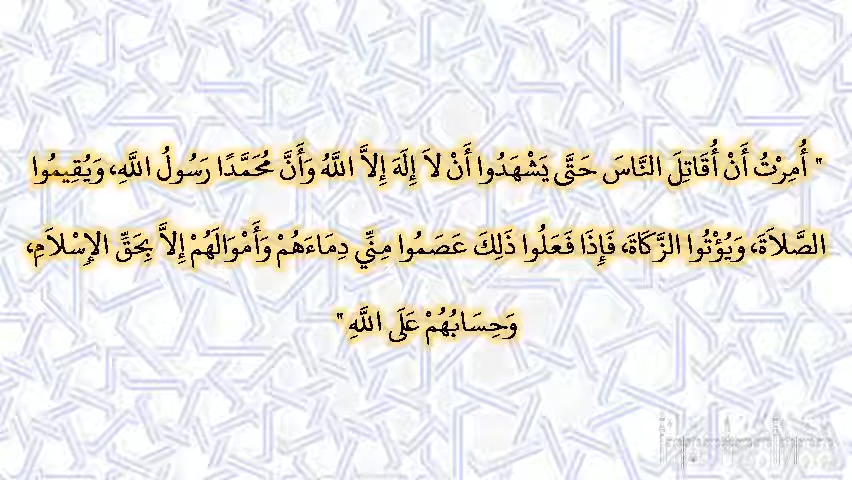 " أُمِرْتُ أَنْ أُقَاتِلَ النَّاسَ حَتَّى يَشْهَدُوا أَنْ لاَ إِلَهَ إِلاَّ اللَّهُ وَأَنَّ مُحَمَّدًا رَسُولُ اللَّهِ، وَيُقِيمُوا
الصَّلاَةَ، وَيُؤْتُوا الزَّكَاةَ، فَإِذَا فَعَلُوا ذَلِكَ عَصَمُوا مِنِّي دِمَاءَهُمْ وَأَمْوَالَهُمْ إِلاَّ بِحَقِّ الإِسْلاَمِ،
وَحِسَابُهُمْ عَلَى اللَّهِ "